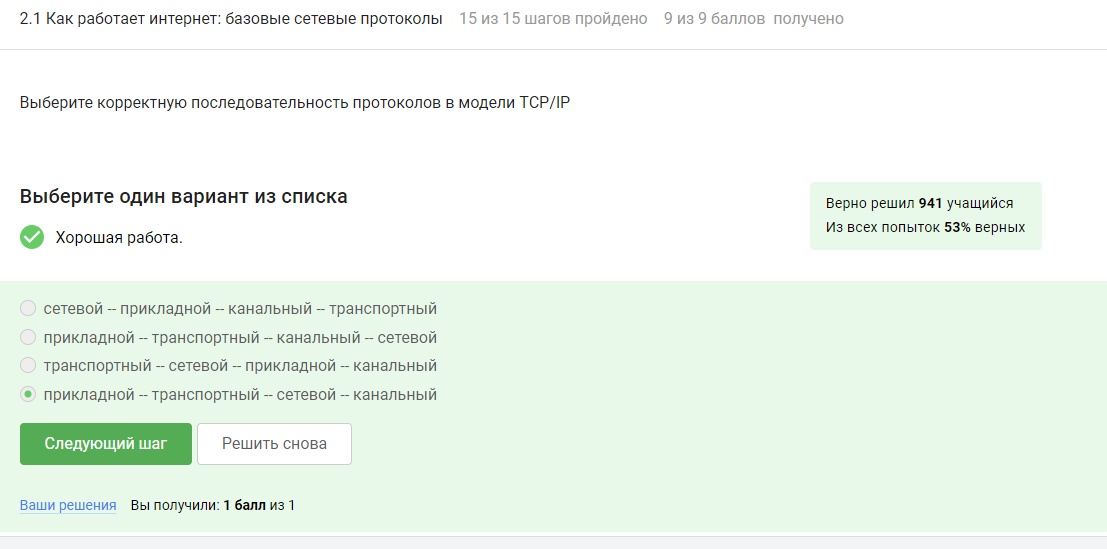 2.1 Как работает интернет: базовые сетевые протоколы 15 из 15 шагов пройдено 9 из 9 баллов получено
Выберите корректную последовательность протоколов в модели TCP/IP
Выберите один вариант из списка
Хорошая работа.
Верно решил 941 учащийся
Из всех попыток 53% верных
сетевой -- прикладной -- канальный -- транспортный
прикладной -- транспортный -- канальный -- сетевой
транспортный -- сетевой -- прикладной -- канальный
прикладной -- транспортный -- сетевой -- канальный
Следующий шаг Решить снова
Ваши решения Вы получили: 1 балл из 1